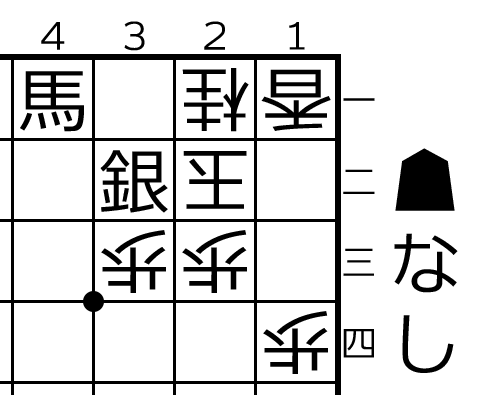 4 3 2 1
馬 桂 香 一
銀 王 二
歩 歩 三
歩 四
☗
な
し